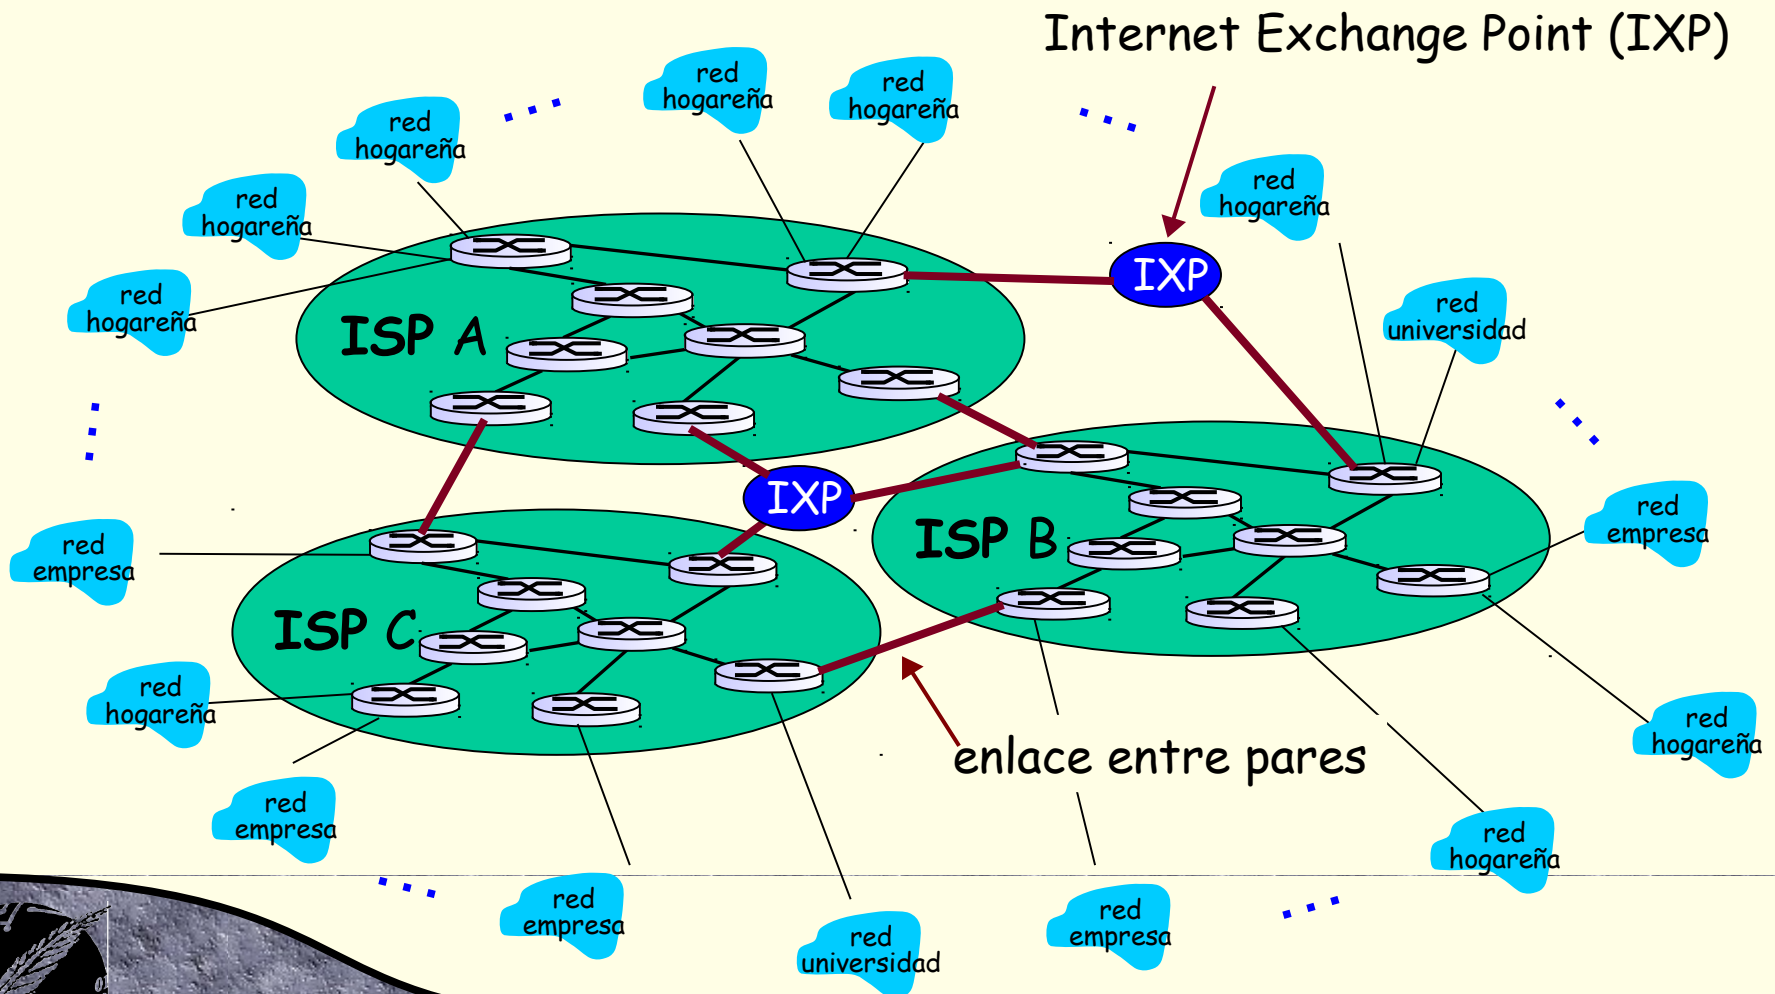 Internet Exchange Point (IXP)
red
hogareña
red
hogareña
red
hogareña
red
hogareña
red
hogareña
red
hogareña
IXP
red
universidad
ISP A
IXP
ISP B
red
empresa
red
empresa
ISP C
red
hogareña
enlace entre pares
red
hogareña
red
empresa
red
hogareña
red
empresa
red
universidad
red
empresa